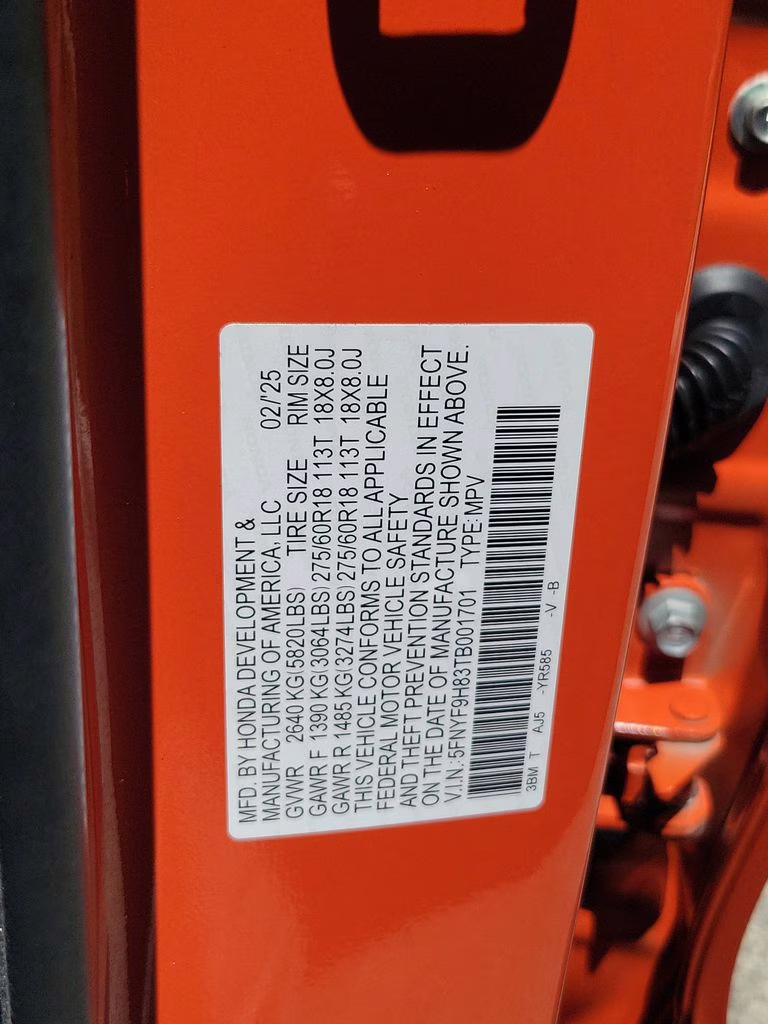 MFD. BY HONDA DEVELOPMENT &
MANUFACTURING OF AMERICA, LLC 02/'25
GVWR 2640 KG(5820LBS) TIRE SIZE RIM SIZE
GAWR F 1390 KG(3064LBS) 275/60R18 113T 18X8.0J
GAWR R 1485 KG(3274LBS) 275/60R18 113T 18X8.0J
THIS VEHICLE CONFORMS TO ALL APPLICABLE
FEDERAL MOTOR VEHICLE SAFETY
AND THEFT PREVENTION STANDARDS IN EFFECT
ON THE DATE OF MANUFACTURE SHOWN ABOVE.
V.I.N.:5FNYF9H83TB001701 TYPE:MPV
3BM T AJ5 -YR585 -V -B